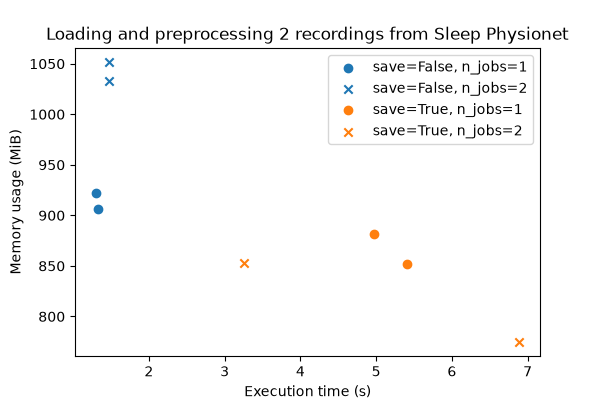 Loading and preprocessing 2 recordings from Sleep Physionet
save=False, n_jobs=1
save=False, n_jobs=2
save=True, n_jobs=1
save=True, n_jobs=2
Memory usage (MiB)
1050
1000
950
900
850
800
2 3 4 5 6 7
Execution time (s)